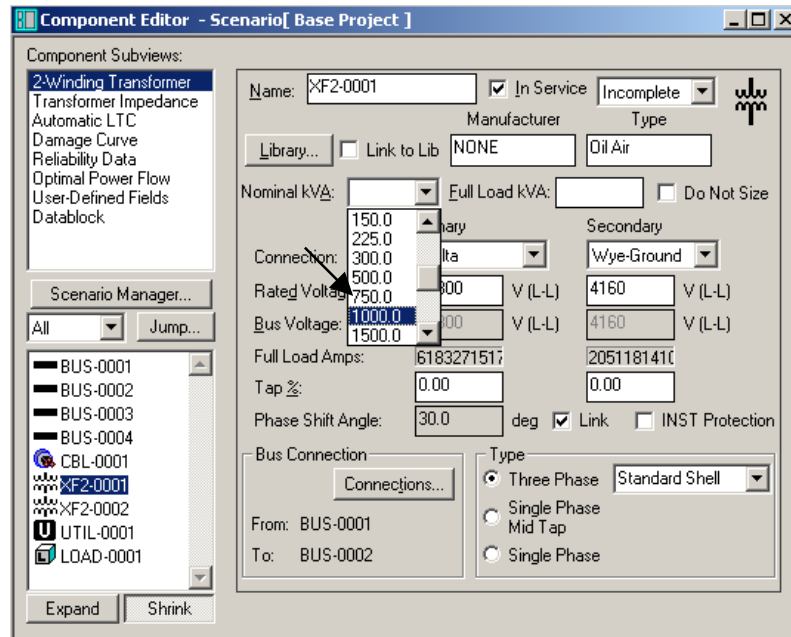 Component Editor - Scenario[ Base Project ]
Component Subviews:
2-Winding Transformer
Transformer Impedance
Automatic LTC
Damage Curve
Reliability Data
Optimal Power Flow
User-Defined Fields
Datablock
Scenario Manager...
All Jump...
BUS-0001
BUS-0002
BUS-0003
BUS-0004
CBL-0001
XF2-0001
XF2-0002
UTIL-0001
LOAD-0001
Expand Shrink
Name: XF2-0001 In Service Incomplete
Manufacturer Type
Library... Link to Lib NONE Oil Air
Nominal kVA: Full Load kVA: Do Not Size
150.0
225.0
300.0
500.0
750.0
1000.0
1500.0
Secondary
Connection: Wye-Ground
Rated V(L-L) 4160 V (L-L)
Bus Voltage: V (L-L) 4160 V (L-L)
Full Load Amps: 6183271517 205118141
Tap %: 0.00 0.00
Phase Shift Angle: 30.0 deg Link INST Protection
Bus Connection
Connections...
From: BUS-0001
To: BUS-0002
Type
Three Phase Standard Shell
Single Phase
Mid Tap
Single Phase